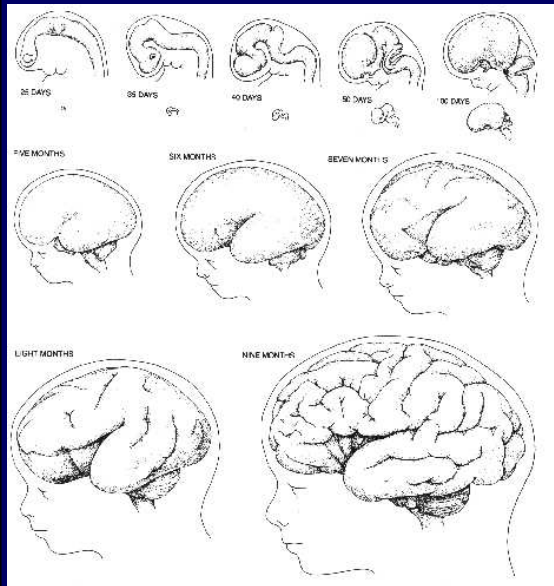 25 DAYS
35 DAYS
40 DAYS
50 DAYS
100 DAYS
FIVE MONTHS
SIX MONTHS
SEVEN MONTHS
EIGHT MONTHS
NINE MONTHS